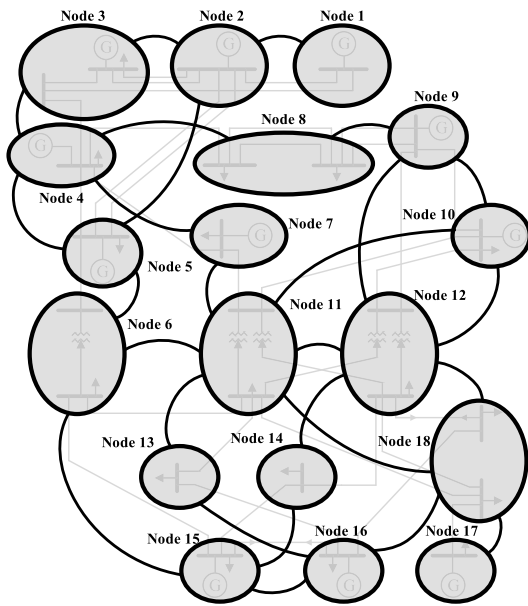 Node 3
Node 2
Node 1
G
G
G
Node 9
G
Node 8
G
Node 4
Node 10
Node 7
G
G
Node 5
G
Node 11
Node 12
Node 6
Node 13
Node 14
Node 18
Node 15
Node 16
Node 17
G
G
G